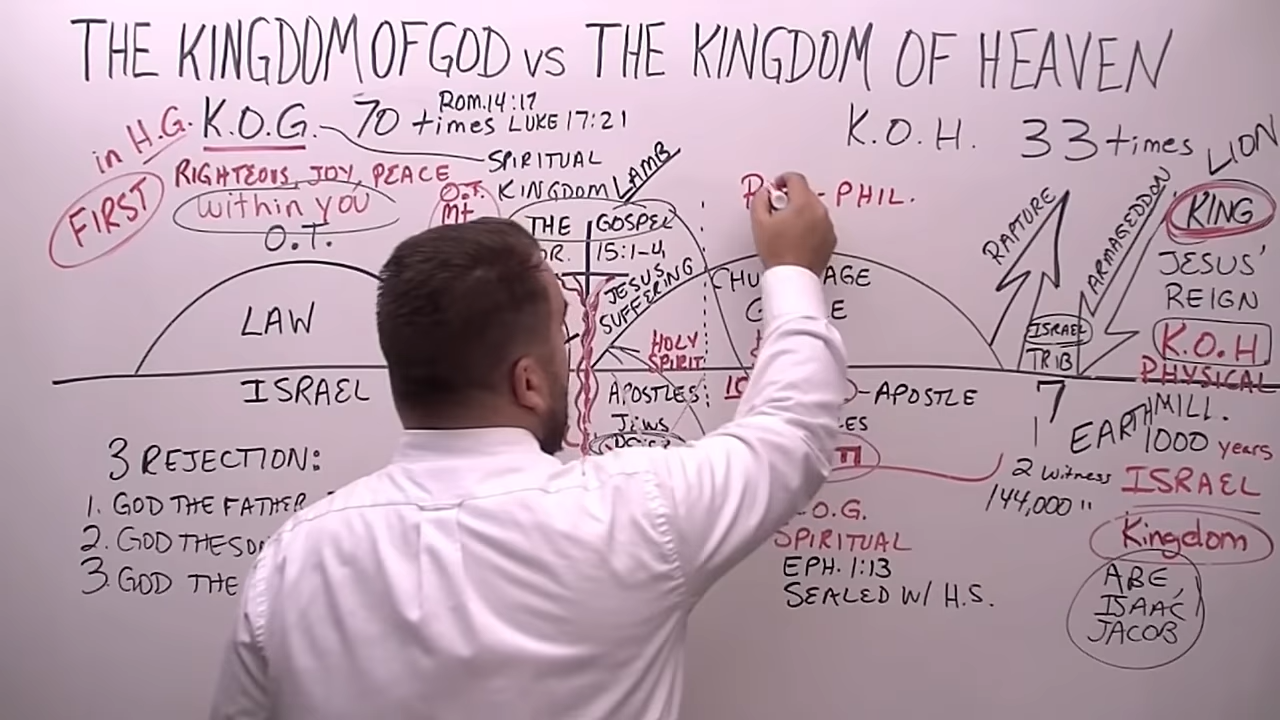 THE KINGDOM OF GOD vs THE KINGDOM OF HEAVEN
in H.G. K.O.G. 70 times
Rom. 14:17
LUKE 17:21
K.O.H. 33 times
SPIRITUAL
KINGDOM
LAMB
FIRST
RIGHTEOUS, JOY, PEACE
within you
O.T.
O.T.
Mt
THE GOSPEL
15:1-4
JESUS
SUFFERING
- PHIL.
RAPTURE
ARMAGEDDON
LION
KING
JESUS'
REIGN
K.O.H.
PHYSICAL
LAW
ISRAEL
HOLY
SPIRIT
APOSTLES
JEWS
AGE
-APOSTLE
ISRAEL
TRIB
7
EARTH MILL.
1000 years
2 witness
144,000 "
ISRAEL
Kingdom
ABE,
ISAAC
JACOB
3 REJECTION:
1. GOD THE FATHER
2. GOD THE SON
3. GOD THE
O.G.
SPIRITUAL
EPH. 1:13
SEALED W/ H.S.